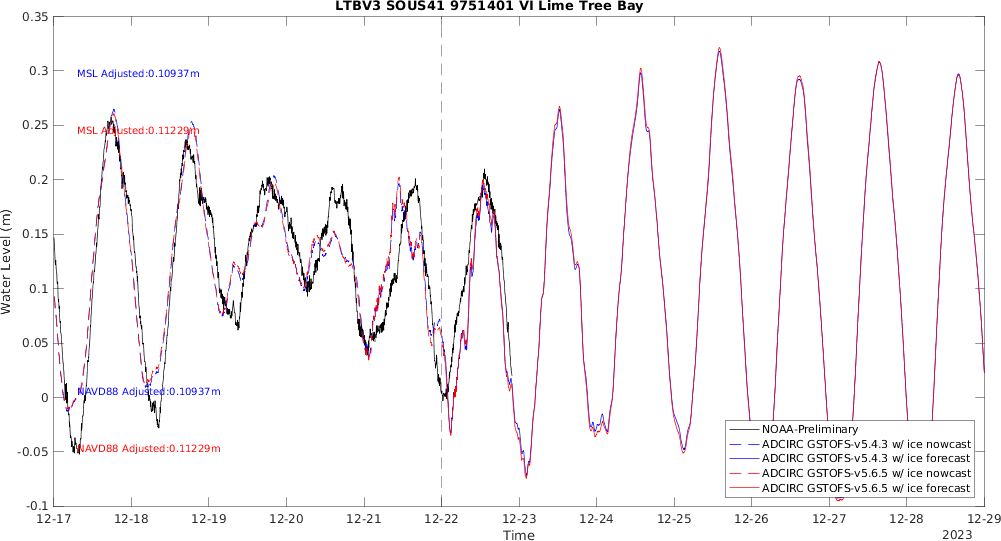 LTBV3 SOUS41 9751401 VI Lime Tree Bay
0.35
0.3
0.25
0.2
0.15
0.1
0.05
0
-0.05
-0.1
Water Level (m)
MSL Adjusted:0.10937m
MSL Adjusted:0.11229m
NAVD88 Adjusted:0.10937m
NAVD88 Adjusted:0.11229m
NOAA-Preliminary
ADCIRC GSTOFS-v5.4.3 w/ ice nowcast
ADCIRC GSTOFS-v5.4.3 w/ ice forecast
ADCIRC GSTOFS-v5.6.5 w/ ice nowcast
ADCIRC GSTOFS-v5.6.5 w/ ice forecast
12-17 12-18 12-19 12-20 12-21 12-22 12-23 12-24 12-25 12-26 12-27 12-28 12-29
Time
2023